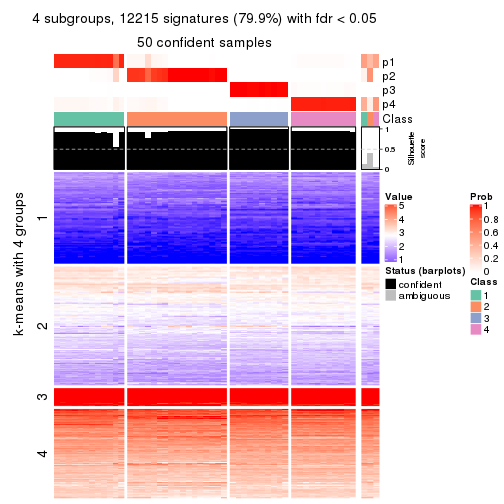 4 subgroups, 12215 signatures (79.9%) with fdr < 0.05
50 confident samples
p1
p2
p3
p4
Class
1
0.5
0
Silhouette
score
k-means with 4 groups
1
2
3
4
Value
5
4
3
2
1
Status (barplots)
confident
ambiguous
Prob
1
0.8
0.6
0.4
0.2
0
Class
1
2
3
4